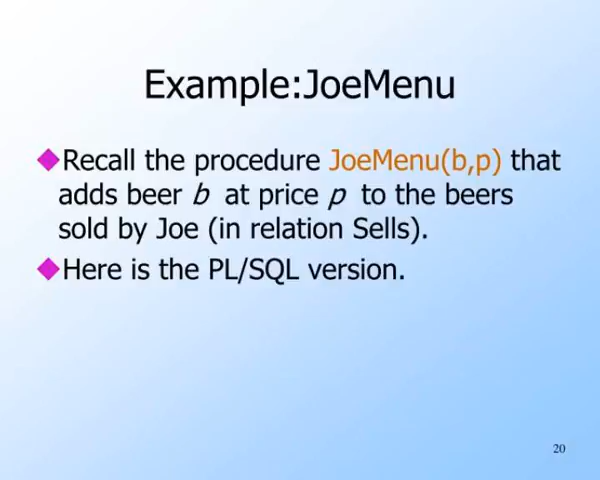 Example:JoeMenu
Recall the procedure JoeMenu(b,p) that
adds beer b at price p to the beers
sold by Joe (in relation Sells).
Here is the PL/SQL version.
20